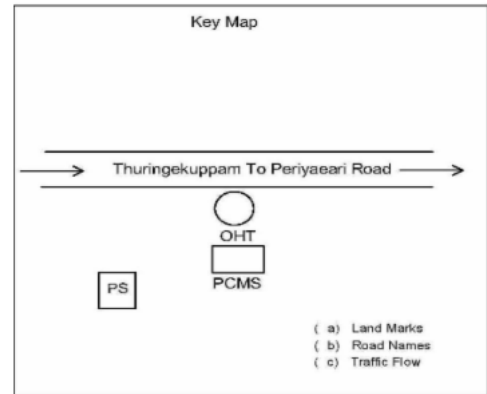 Key Map
Thuringekuppam To Periyaeari Road
OHT
PCMS
PS
( a) Land Marks
( b) Road Names
( c) Traffic Flow